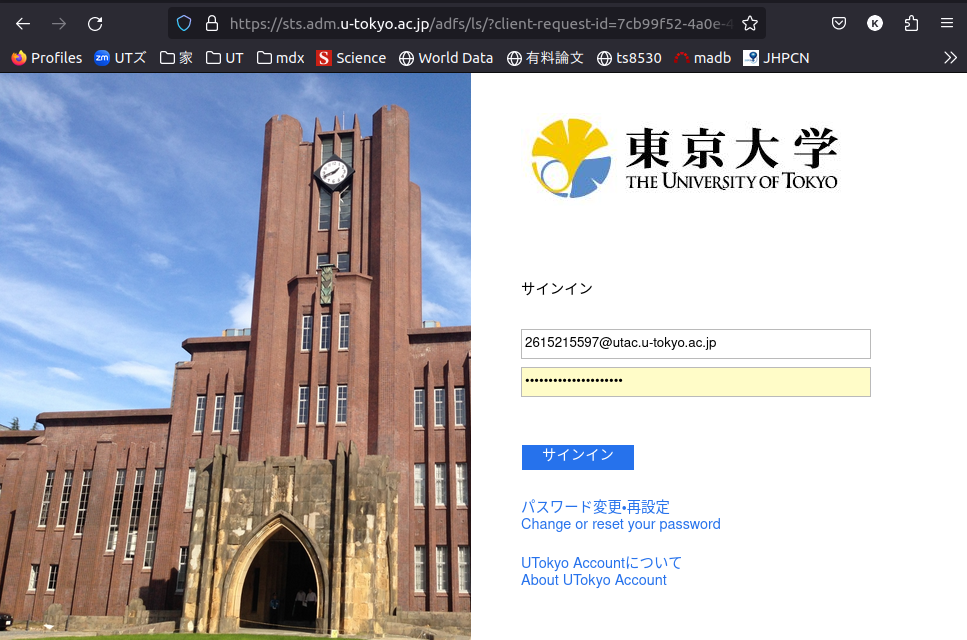 https://sts.adm.u-tokyo.ac.jp/adfs/ls/?client-request-id=7cb99f52-4a0e-4
K
Profiles
zm UTズ
家
UT
mdx
S Science
World Data
有料論文
ts8530
madb
JHPCN
東京大学
THE UNIVERSITY OF TOKYO
サインイン
2615215597@utac.u-tokyo.ac.jp
•••••••••••••••••••••
サインイン
パスワード変更•再設定
Change or reset your password
UTokyo Accountについて
About UTokyo Account